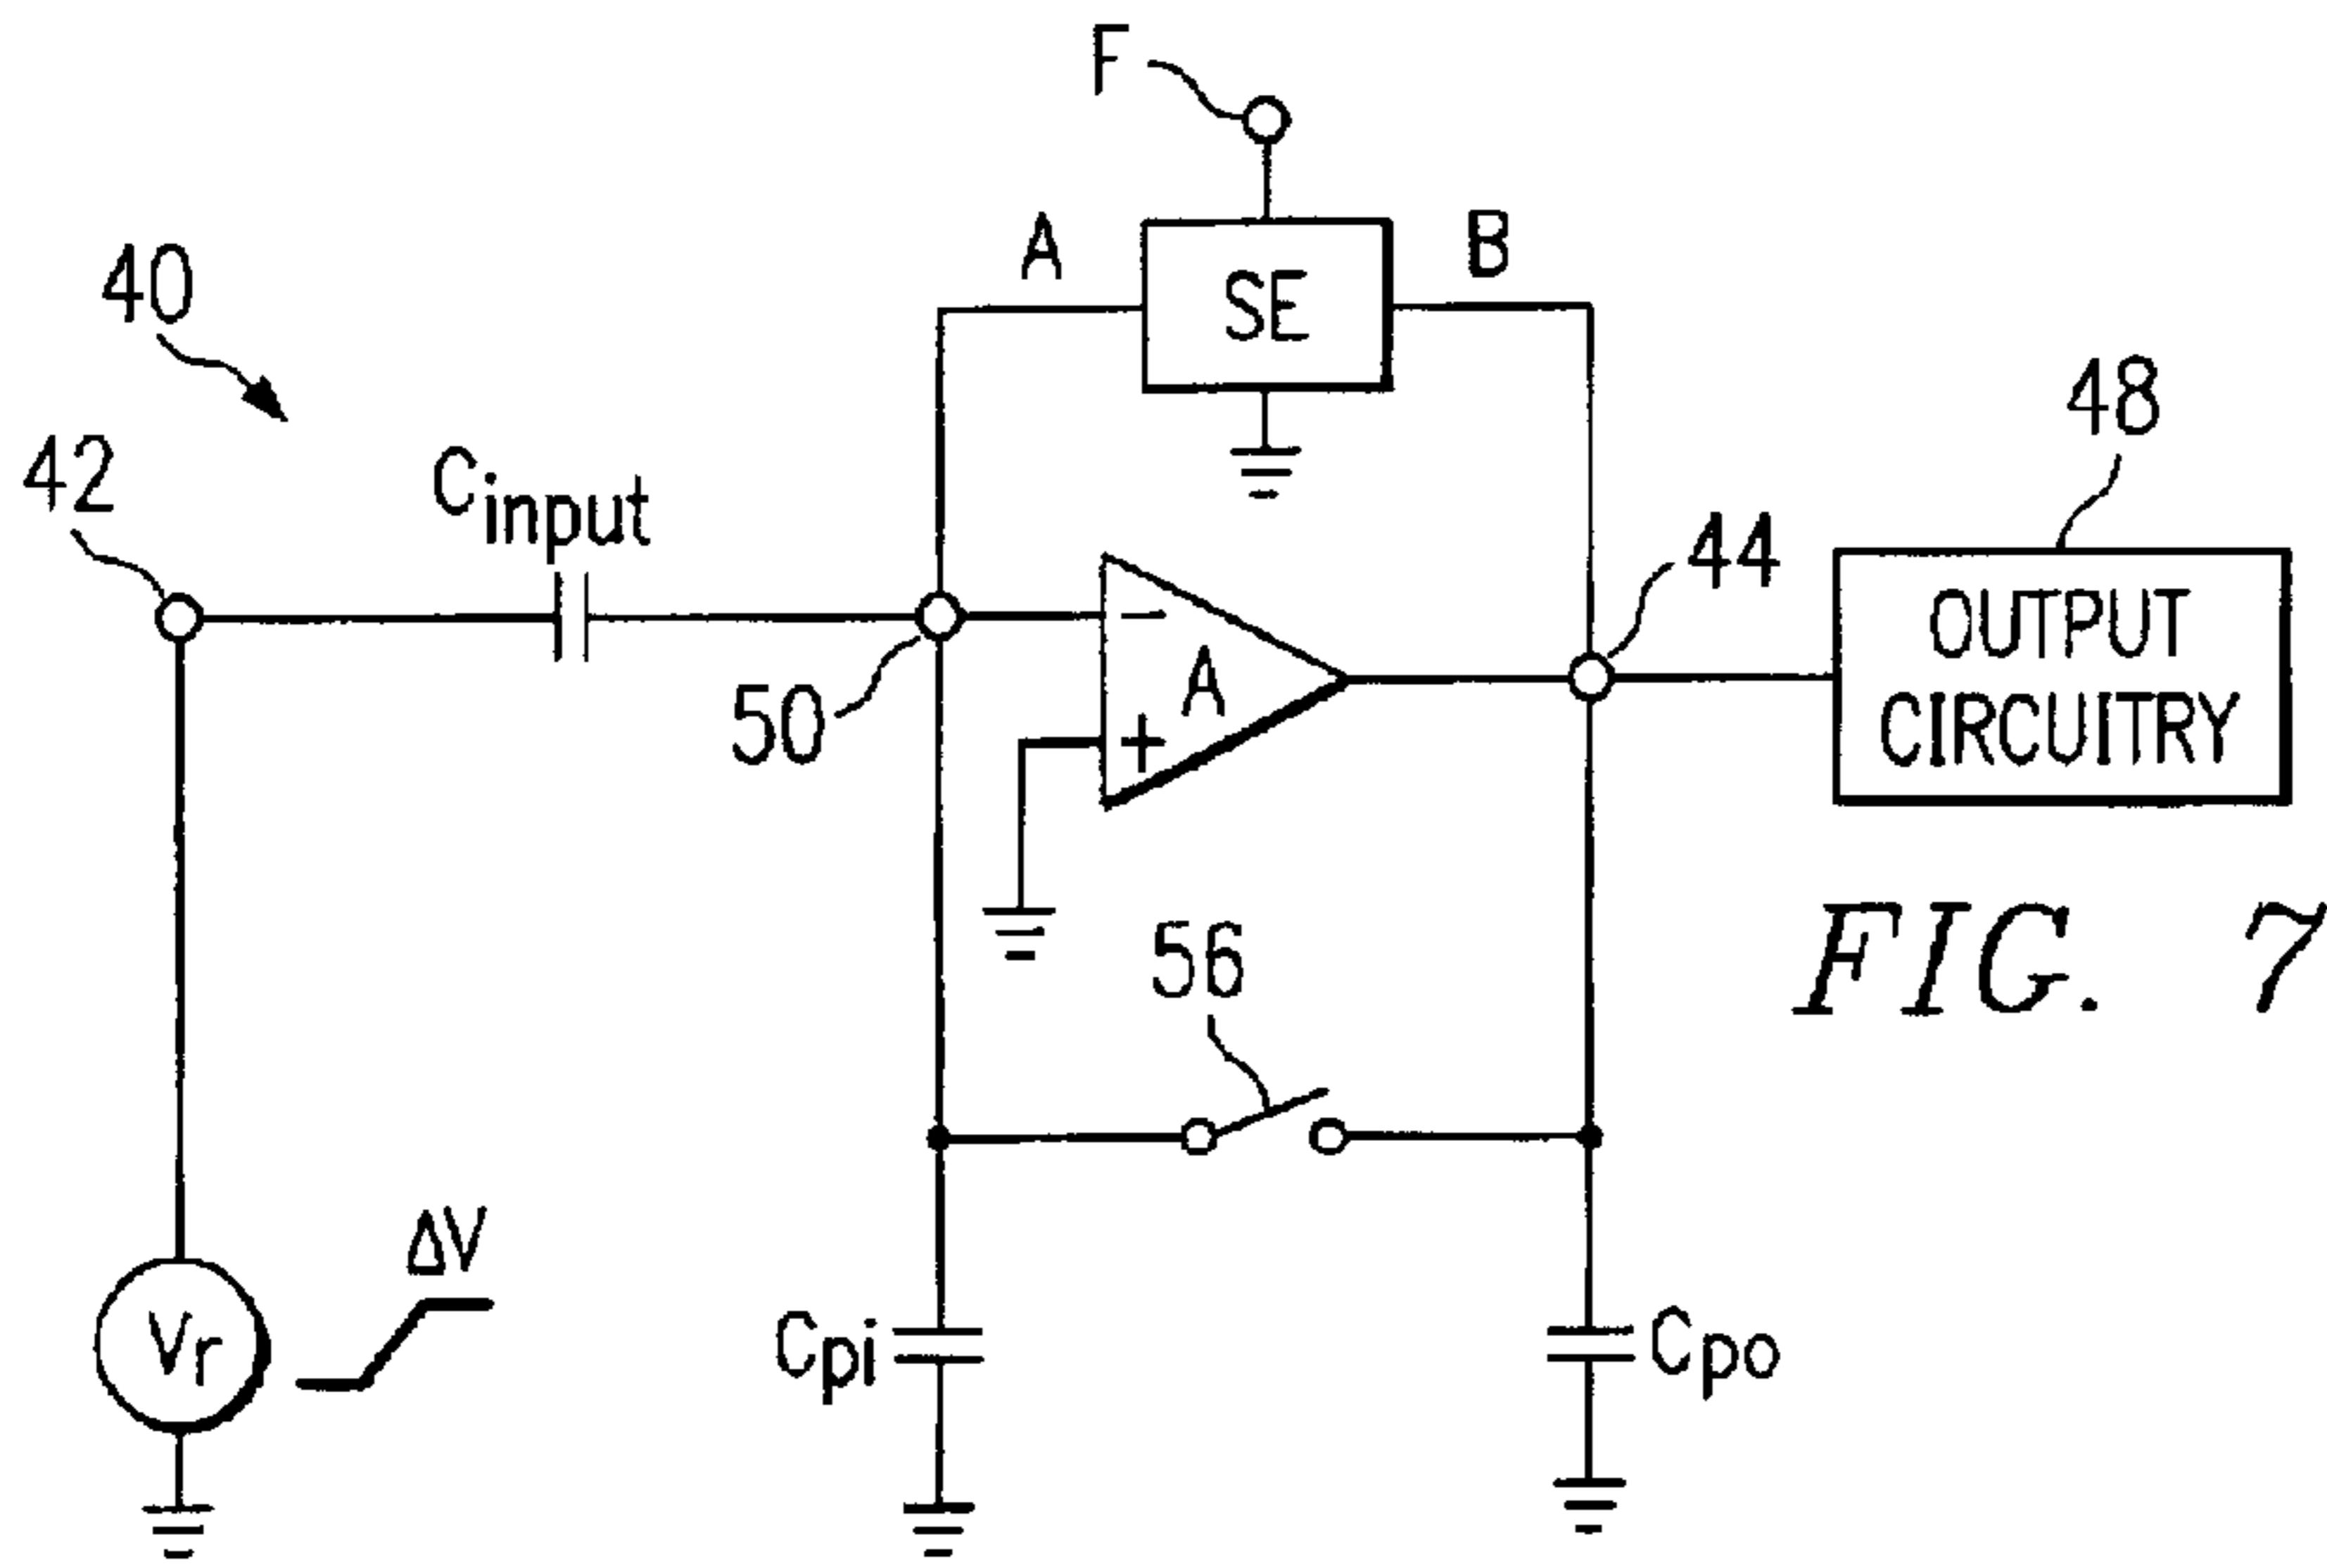 F
A
SE
B
40
42
Cinput
48
44
50
−
A
+
OUTPUT
CIRCUITRY
56
FIG. 7
ΔV
Vr
Cpi
Cpo